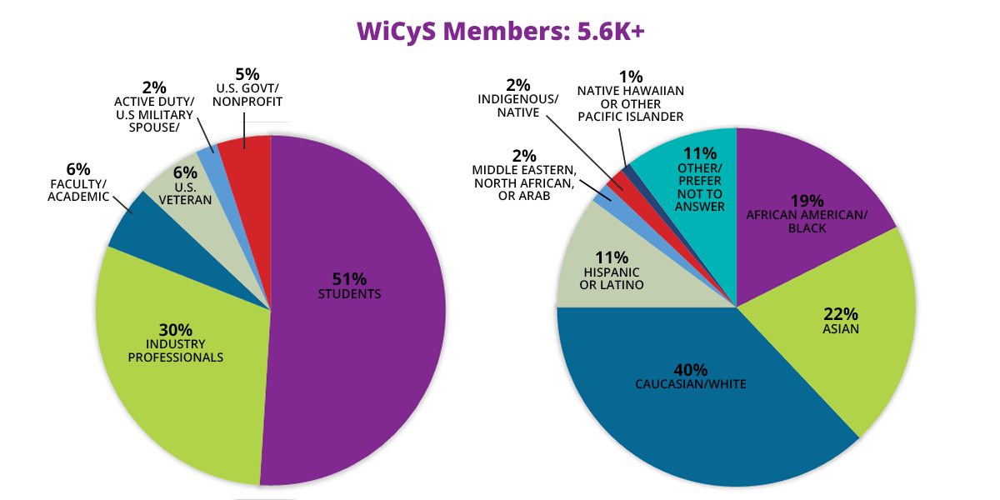 WiCyS Members: 5.6K+
5%
U.S. GOVT/
NONPROFIT
2%
ACTIVE DUTY/
U.S MILITARY
SPOUSE/
6%
FACULTY/
ACADEMIC
6%
U.S.
VETERAN
51%
STUDENTS
30%
INDUSTRY
PROFESSIONALS
1%
NATIVE HAWAIIAN
OR OTHER
PACIFIC ISLANDER
2%
INDIGENOUS/
NATIVE
2%
MIDDLE EASTERN,
NORTH AFRICAN,
OR ARAB
11%
OTHER/
PREFER
NOT TO
ANSWER
19%
AFRICAN AMERICAN/
BLACK
11%
HISPANIC
OR LATINO
22%
ASIAN
40%
CAUCASIAN/WHITE